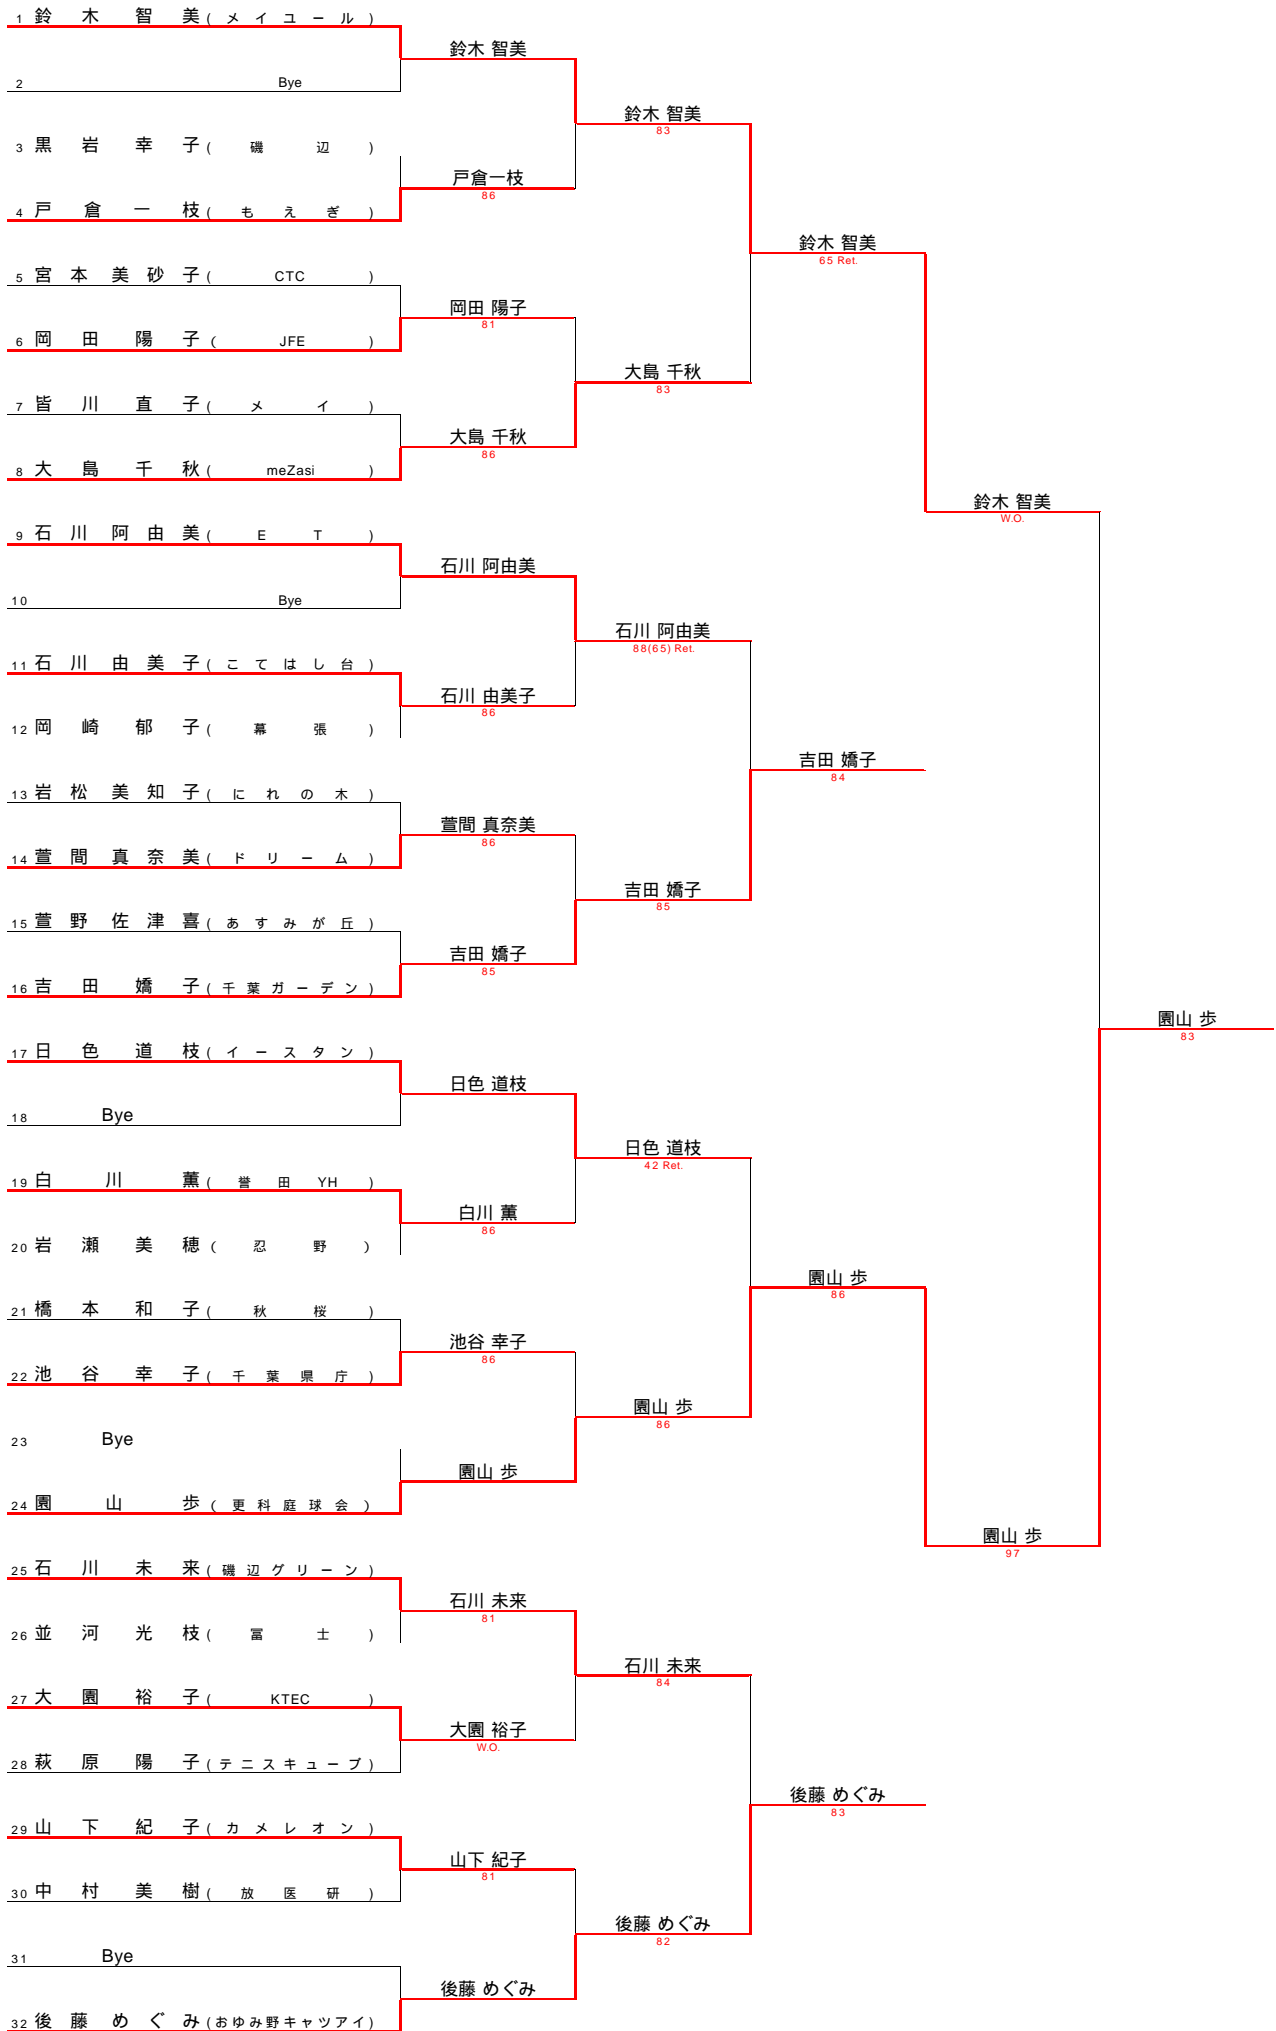 1 鈴木智美(メイユール)
鈴木 智美
2 Bye
鈴木 智美
83
3 黒岩幸子(磯辺)
戸倉一枝
86
4 戸倉一枝(もえぎ)
鈴木 智美
65 Ret.
5 宮本美砂子(CTC)
岡田 陽子
81
6 岡田陽子(JFE)
大島 千秋
83
7 皆川直子(メイ)
大島 千秋
86
8 大島千秋(meZasi)
鈴木 智美
W.O.
9 石川阿由美(ET)
石川 阿由美
10 Bye
石川 阿由美
88(65) Ret.
11 石川由美子(こてはし台)
石川 由美子
86
12 岡崎郁子(幕張)
吉田 嬌子
84
13 岩松美知子(にれの木)
萱間 真奈美
86
14 萱間真奈美(ドリーム)
吉田 嬌子
85
15 萱野佐津喜(あすみが丘)
吉田 嬌子
85
16 吉田嬌子(千葉ガーデン)
園山 歩
83
17 日色道枝(イースタン)
日色 道枝
18 Bye
日色 道枝
42 Ret.
19 白川薫(誉田YH)
白川 薫
86
20 岩瀬美穂(忍野)
園山 歩
86
21 橋本和子(秋桜)
池谷 幸子
86
22 池谷幸子(千葉県庁)
園山 歩
86
23 Bye
園山 歩
24 園山歩(更科庭球会)
園山 歩
97
25 石川未来(磯辺グリーン)
石川 未来
81
26 並河光枝(冨士)
石川 未来
84
27 大園裕子(KTEC)
大園 裕子
W.O.
28 萩原陽子(テニスキューブ)
後藤 めぐみ
83
29 山下紀子(カメレオン)
山下 紀子
81
30 中村美樹(放医研)
後藤 めぐみ
82
31 Bye
後藤 めぐみ
32 後藤めぐみ(おゆみ野キャツアイ)